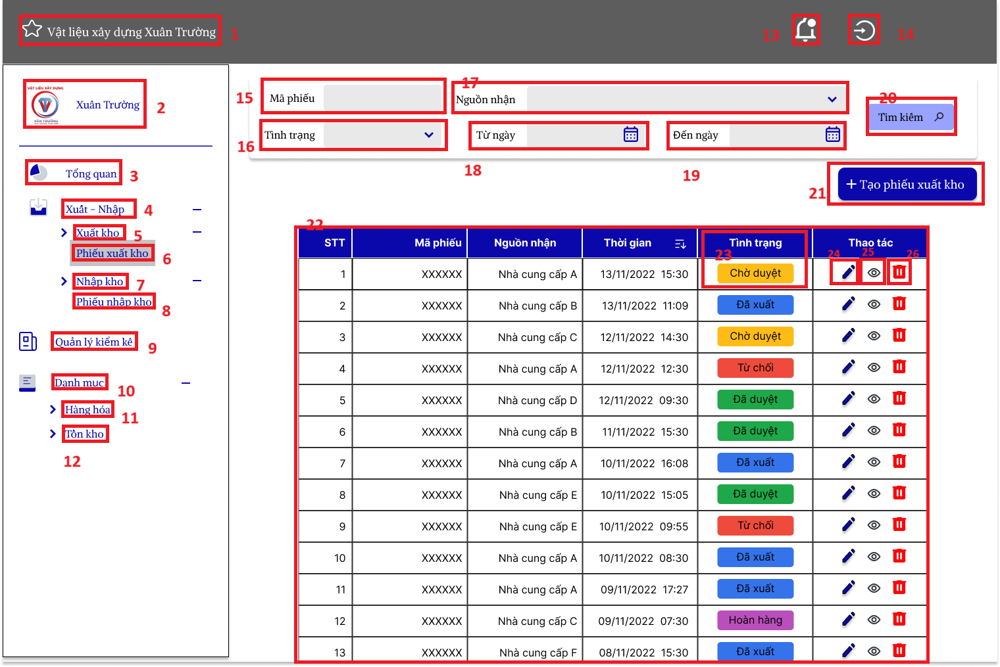 Vật liệu xây dựng Xuân Trường 1
13 14
VẬT LIỆU XÂY DỰNG
VÂN TRƯỜNG
Xuân Trường 2
Tổng quan 3
Xuất - Nhập 4
Xuất kho 5
Phiếu xuất kho 6
Nhập kho 7
Phiếu nhập kho 8
Quản lý kiểm kê 9
Danh mục 10
Hàng hóa 11
Tồn kho
12
15 Mã phiếu
17 Nguồn nhận
20 Tìm kiếm
16 Tình trạng
Từ ngày
18
Đến ngày
19
21 + Tạo phiếu xuất kho
22
STT Mã phiếu Nguồn nhận Thời gian Tình trạng Thao tác
23 24 25 26
1 XXXXXX Nhà cung cấp A 13/11/2022 15:30 Chờ duyệt
2 XXXXXX Nhà cung cấp B 13/11/2022 11:09 Đã xuất
3 XXXXXX Nhà cung cấp C 12/11/2022 14:30 Chờ duyệt
4 XXXXXX Nhà cung cấp A 12/11/2022 12:30 Từ chối
5 XXXXXX Nhà cung cấp D 12/11/2022 09:30 Đã duyệt
6 XXXXXX Nhà cung cấp B 11/11/2022 15:30 Đã duyệt
7 XXXXXX Nhà cung cấp A 10/11/2022 16:08 Đã xuất
8 XXXXXX Nhà cung cấp E 10/11/2022 15:05 Đã duyệt
9 XXXXXX Nhà cung cấp E 10/11/2022 09:55 Từ chối
10 XXXXXX Nhà cung cấp A 10/11/2022 08:30 Đã xuất
11 XXXXXX Nhà cung cấp A 09/11/2022 17:27 Đã xuất
12 XXXXXX Nhà cung cấp C 09/11/2022 07:30 Hoàn hàng
13 XXXXXX Nhà cung cấp F 08/11/2022 15:30 Đã xuất